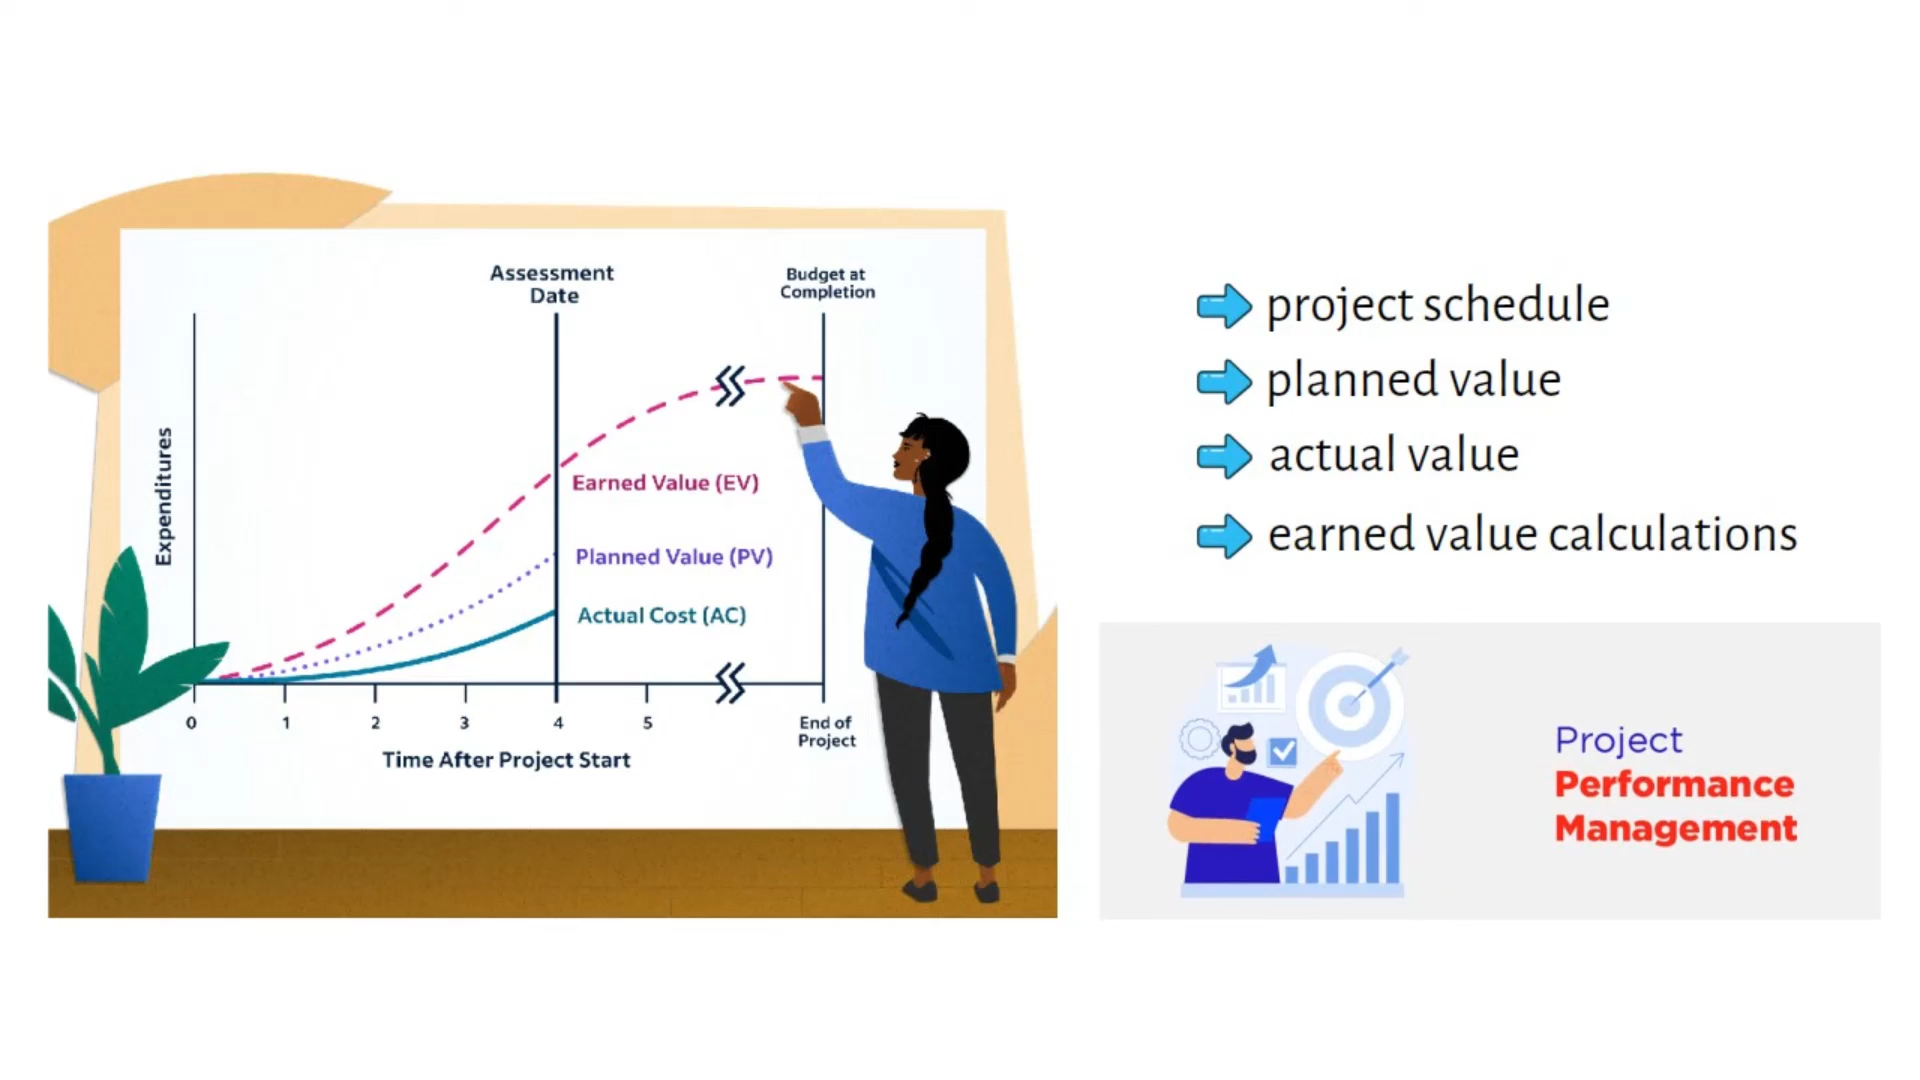 Assessment
Date
Budget at
Completion
Expenditures
Earned Value (EV)
Planned Value (PV)
Actual Cost (AC)
0 1 2 3 4 5
End of
Project
Time After Project Start
project schedule
planned value
actual value
earned value calculations
Project
Performance
Management